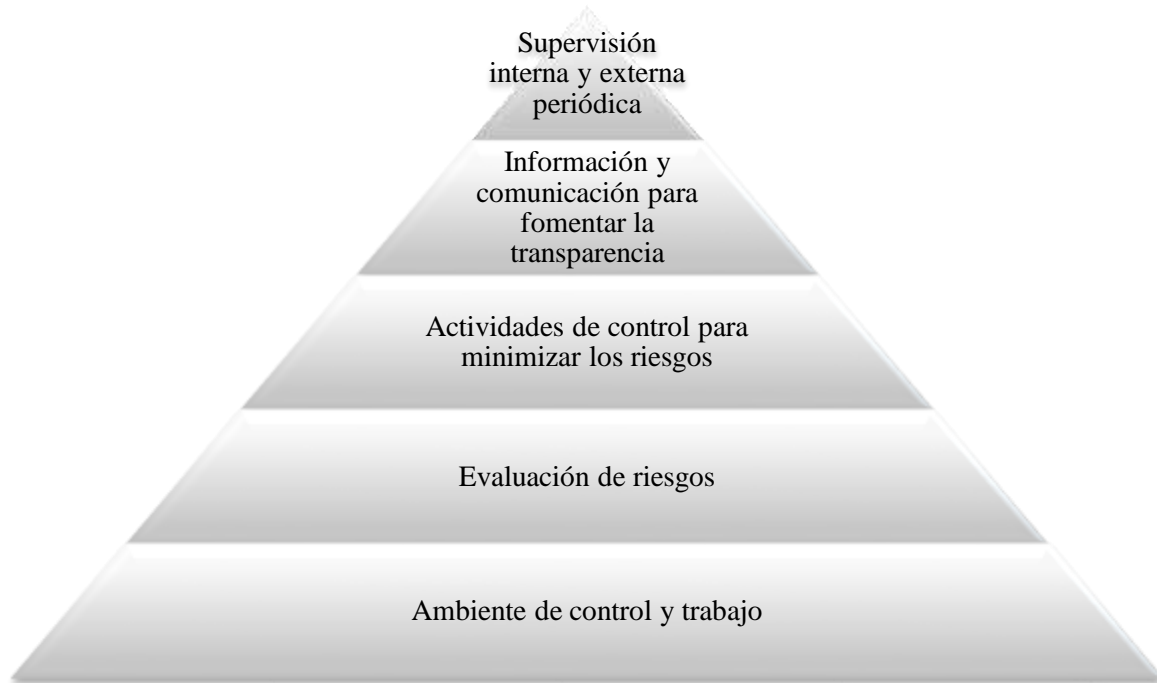 Supervisión
interna y externa
periódica
Información y
comunicación para
fomentar la
transparencia
Actividades de control para
minimizar los riesgos
Evaluación de riesgos
Ambiente de control y trabajo